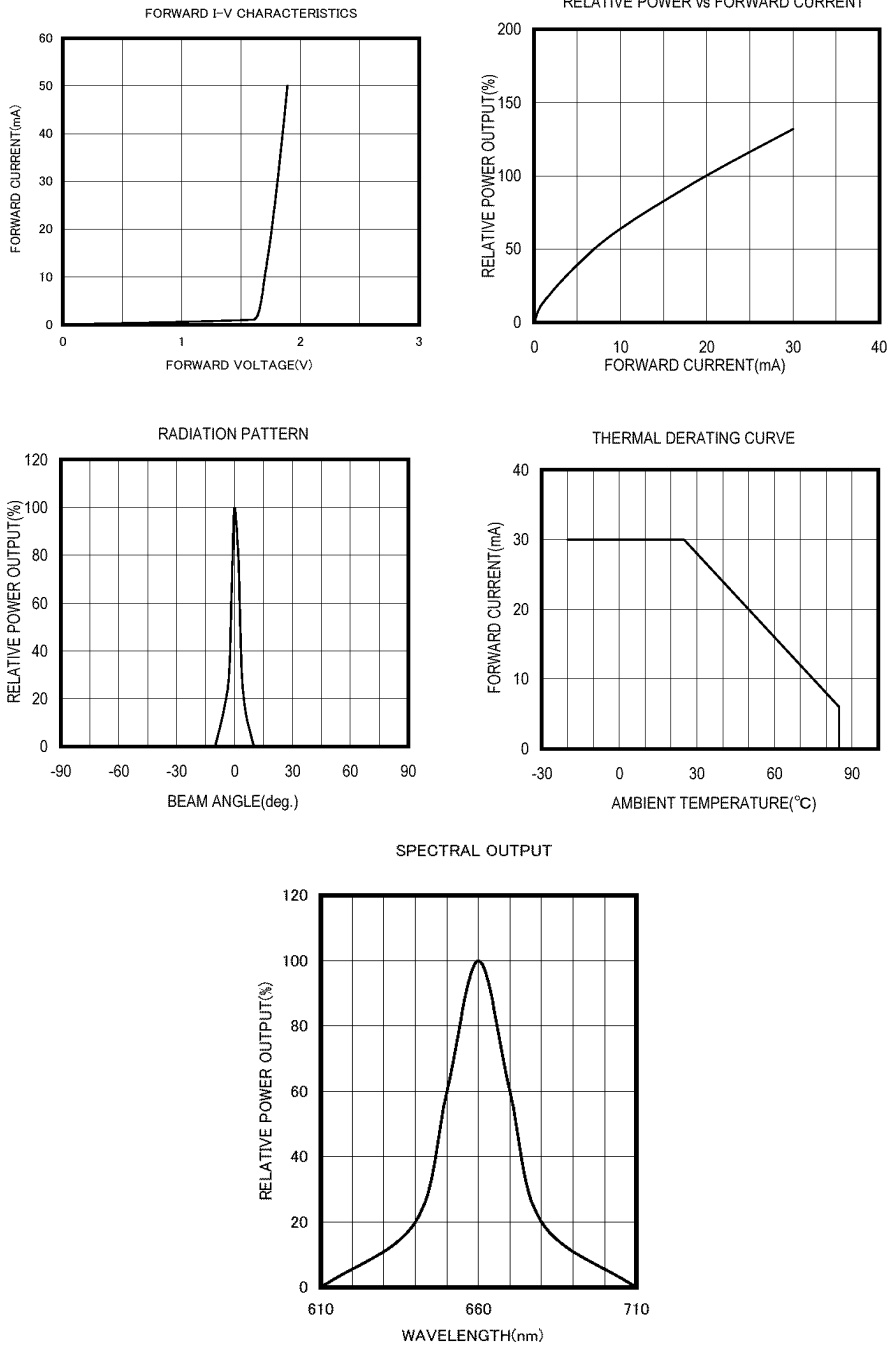 FORWARD I-V CHARACTERISTICS
60
50
40
30
20
10
0
FORWARD CURRENT(mA)
0 1 2 3
FORWARD VOLTAGE(V)
RELATIVE POWER vs FORWARD CURRENT
200
150
100
50
0
RELATIVE POWER OUTPUT(%)
0 10 20 30 40
FORWARD CURRENT(mA)
RADIATION PATTERN
120
100
80
60
40
20
0
RELATIVE POWER OUTPUT(%)
-90 -60 -30 0 30 60 90
BEAM ANGLE(deg.)
THERMAL DERATING CURVE
40
30
20
10
0
FORWARD CURRENT(mA)
-30 0 30 60 90
AMBIENT TEMPERATURE(℃)
SPECTRAL OUTPUT
120
100
80
60
40
20
0
RELATIVE POWER OUTPUT(%)
610 660 710
WAVELENGTH(nm)